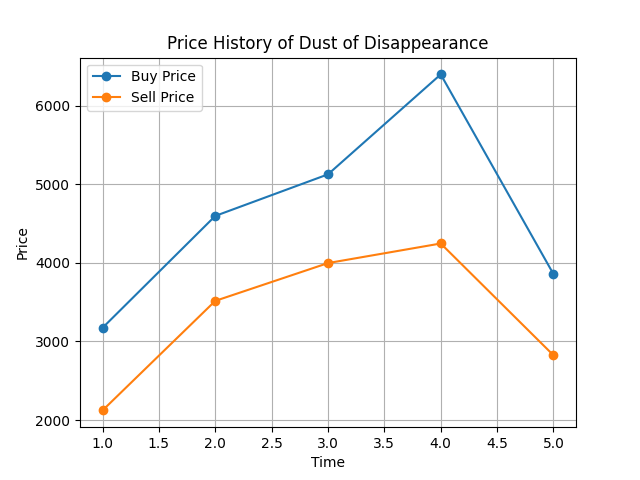 Price History of Dust of Disappearance
Buy Price
Sell Price
6000
5000
4000
3000
2000
Price
1.0 1.5 2.0 2.5 3.0 3.5 4.0 4.5 5.0
Time